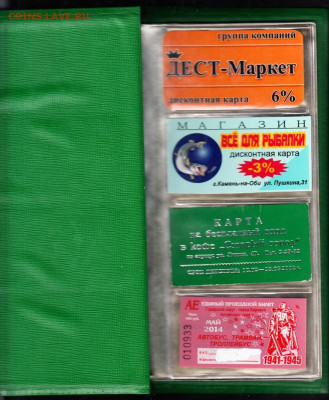 COINSS.LAVE.RU
группа компаний
ДЕСТ-Маркет
дисконтная карта 6%
МАГАЗИН
ВСЁ ДЛЯ РЫБАЛКИ
дисконтная карта
-3%
г.Камень-на-Оби ул. Пушкина,31
КАРТА
на бесплатный вход
в кафе
АБ ЕДИНЫЙ ПРОЕЗДНОЙ БИЛЕТ
МАЙ
2014
АВТОБУС, ТРАМВАЙ,
ТРОЛЛЕЙБУС
010933
1941-1945